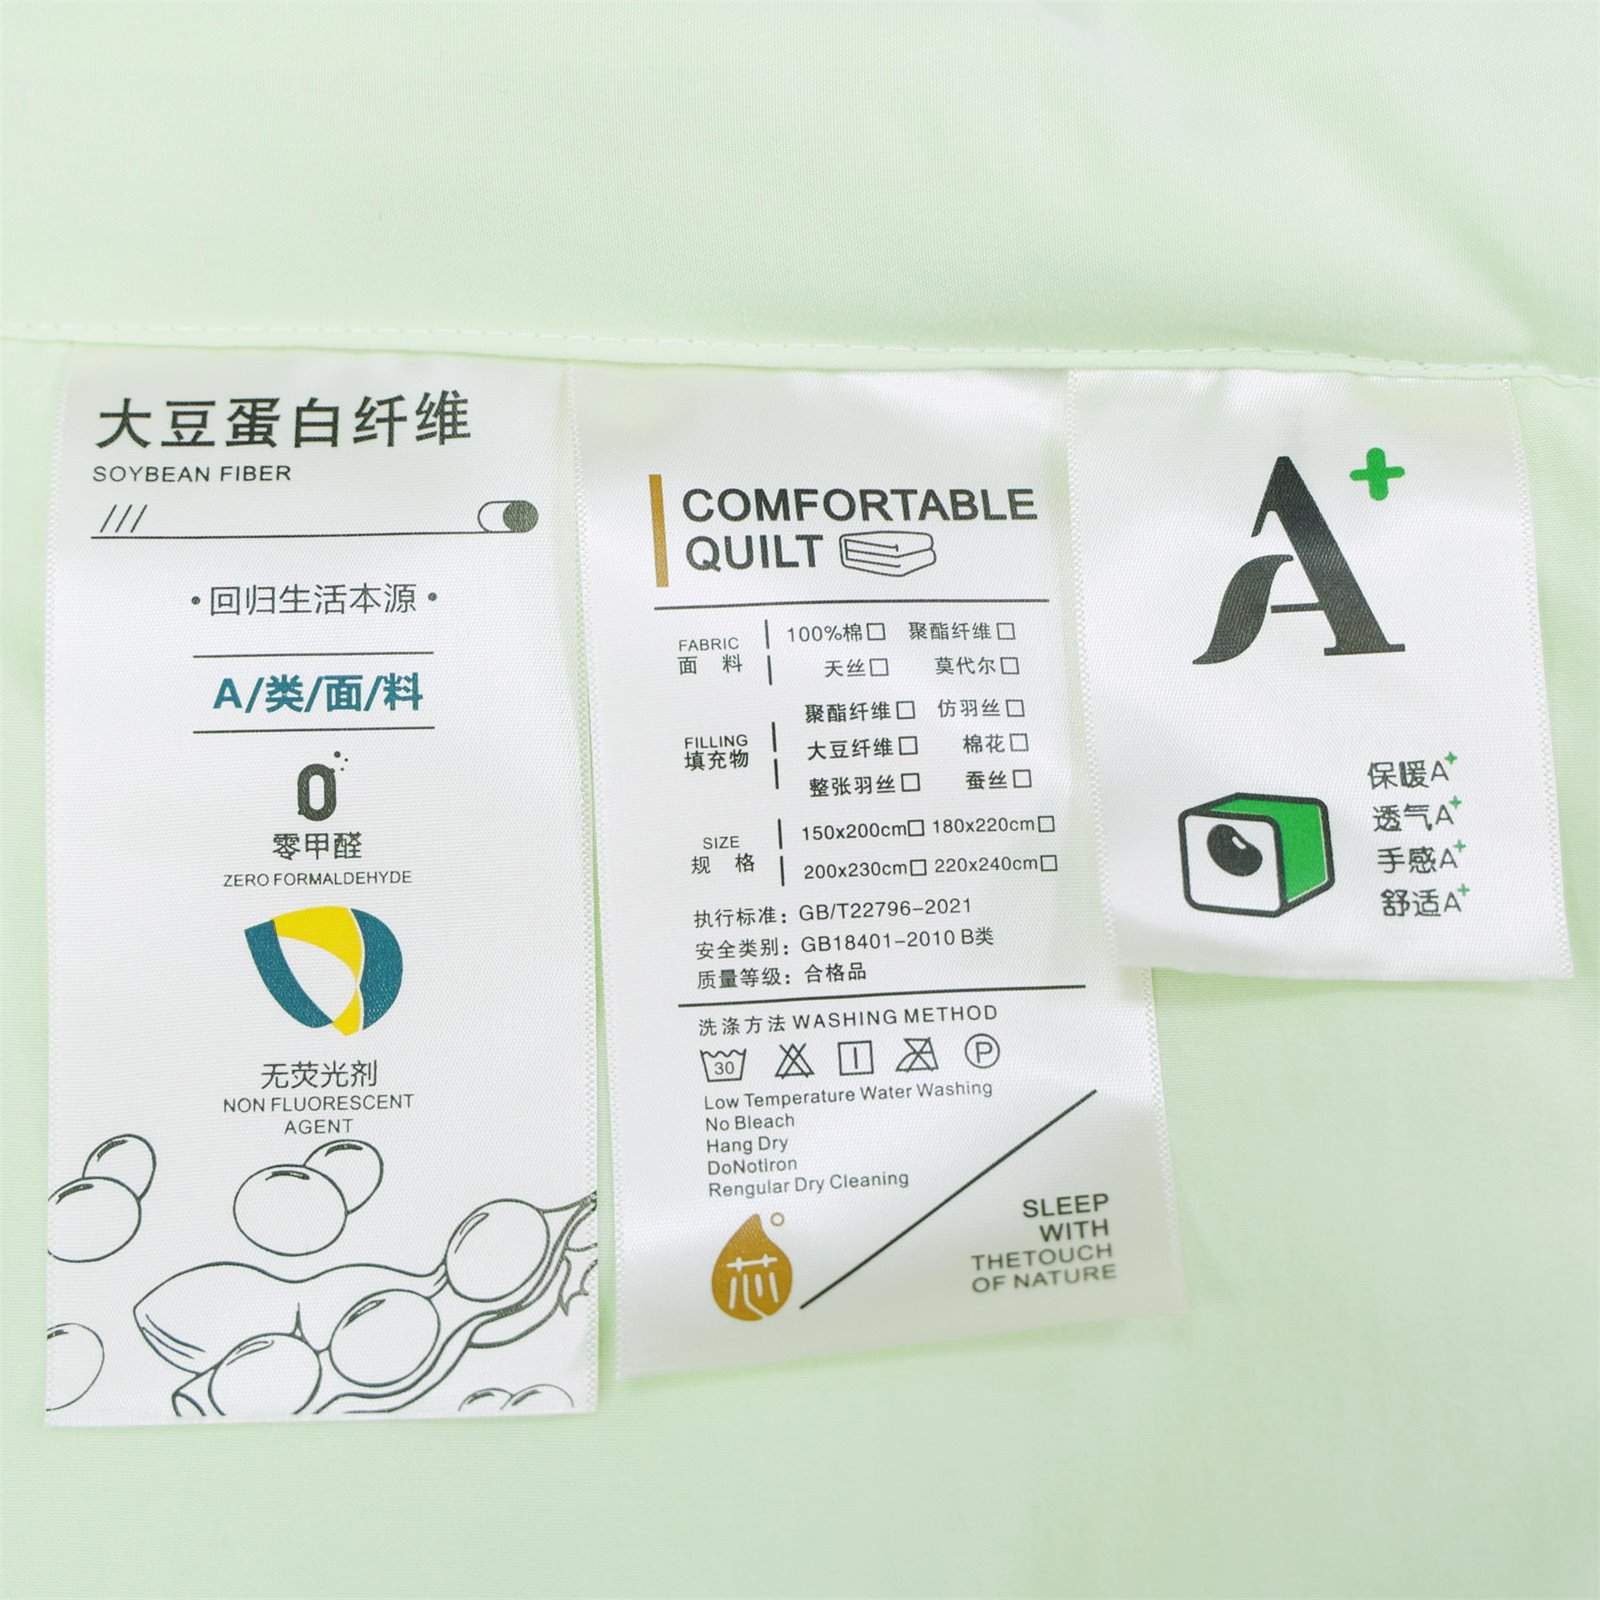 大豆蛋白纤维
SOYBEAN FIBER
///
·回归生活本源·
A/类/面/料
0
零甲醛
ZERO FORMALDEHYDE
无荧光剂
NON FLUORESCENT
AGENT
COMFORTABLE
QUILT
FABRIC
面 料
100%棉□ 聚酯纤维□
天丝□ 莫代尔□
FILLING
填充物
聚酯纤维□ 仿羽丝□
大豆纤维□ 棉花□
整张羽丝□ 蚕丝□
SIZE
规 格
150x200cm□ 180x220cm□
200x230cm□ 220x240cm□
执行标准：GB/T22796-2021
安全类别：GB18401-2010 B类
质量等级：合格品
洗涤方法 WASHING METHOD
30 P
Low Temperature Water Washing
No Bleach
Hang Dry
DoNotIron
Rengular Dry Cleaning
芯
SLEEP
WITH
THETOUCH
OF NATURE
A+
保暖A+
透气A+
手感A+
舒适A+